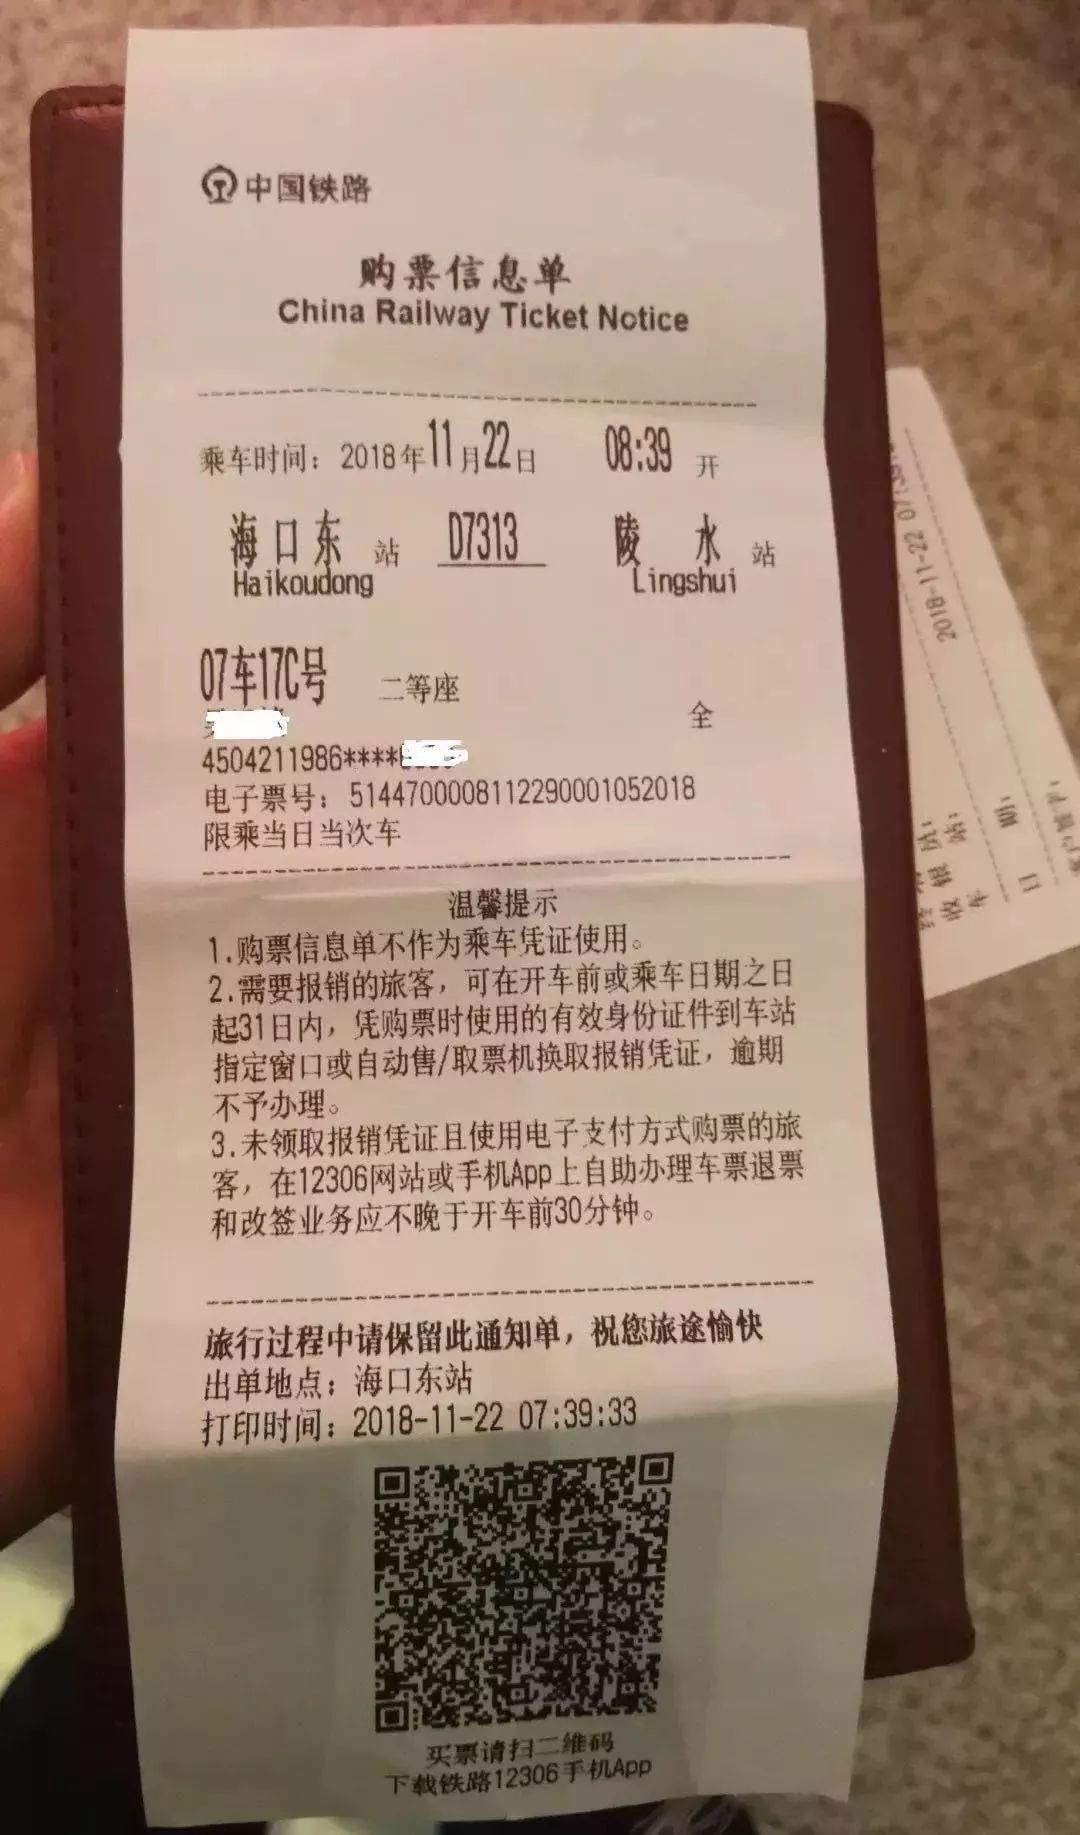 中国铁路
购票信息单
China Railway Ticket Notice
乘车时间：2018年11月22日 08:39 开
海口东 站 D7313 陵水 站
Haikoudong Lingshui
07车17C号 二等座
全
4504211986****
电子票号：5144700008112290001052018
限乘当日当次车
温馨提示
1.购票信息单不作为乘车凭证使用。
2.需要报销的旅客，可在开车前或乘车日期之日
起31日内，凭购票时使用的有效身份证件到车站
指定窗口或自动售/取票机换取报销凭证，逾期
不予办理。
3.未领取报销凭证且使用电子支付方式购票的旅
客，在12306网站或手机App上自助办理车票退票
和改签业务应不晚于开车前30分钟。
旅行过程中请保留此通知单，祝您旅途愉快
出单地点：海口东站
打印时间：2018-11-22 07:39:33
买票请扫二维码
下载铁路12306手机App
2018-11-22
收银员：
车站：
日期：